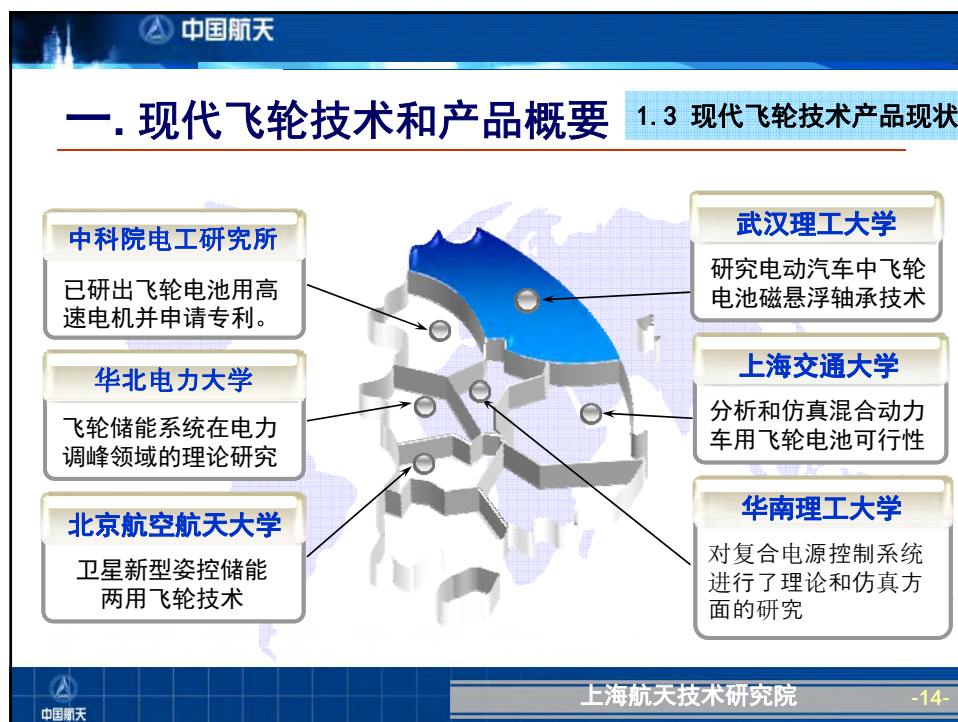 中国航天
一. 现代飞轮技术和产品概要
1.3 现代飞轮技术产品现状
中科院电工研究所
已研出飞轮电池用高
速电机并申请专利。
华北电力大学
飞轮储能系统在电力
调峰领域的理论研究
北京航空航天大学
卫星新型姿控储能
两用飞轮技术
武汉理工大学
研究电动汽车中飞轮
电池磁悬浮轴承技术
上海交通大学
分析和仿真混合动力
车用飞轮电池可行性
华南理工大学
对复合电源控制系统
进行了理论和仿真方
面的研究
中国航天
上海航天技术研究院
-14-